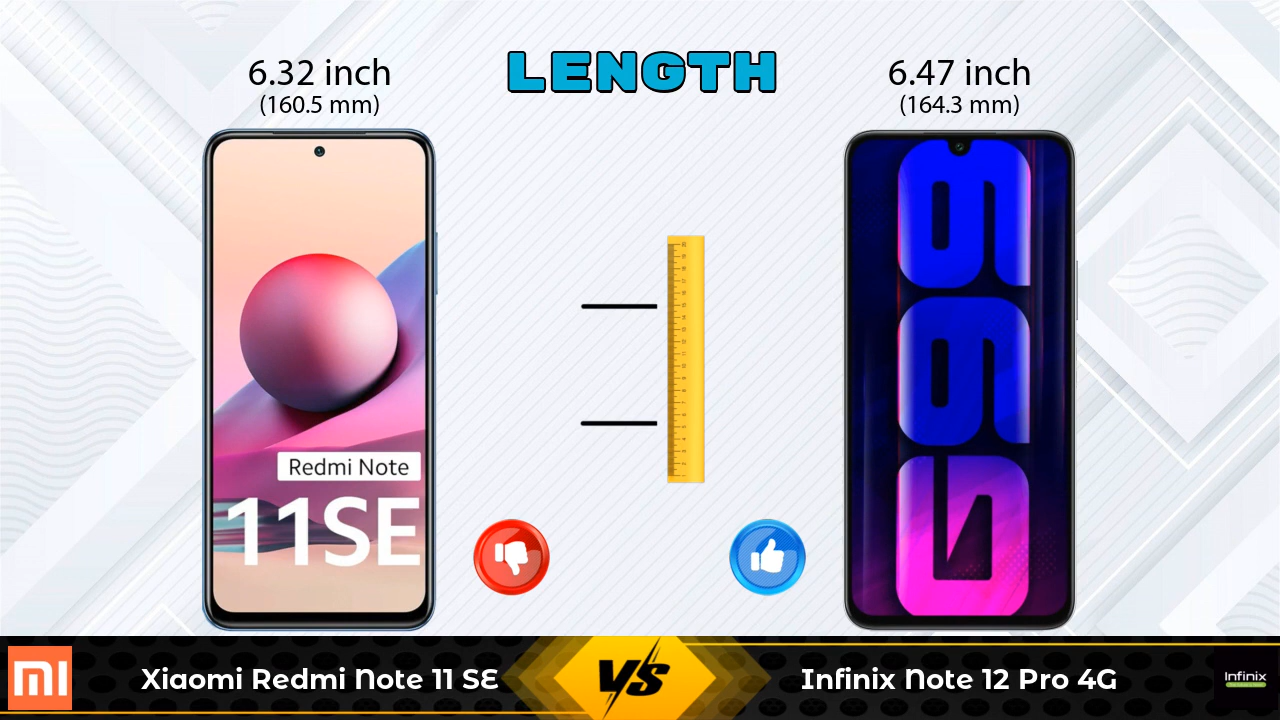 LENGTH
6.32 inch
(160.5 mm)
6.47 inch
(164.3 mm)
Redmi Note
11SE
G99
mi
Xiaomi Redmi Note 11 SE
VS
Infinix Note 12 Pro 4G
Infinix